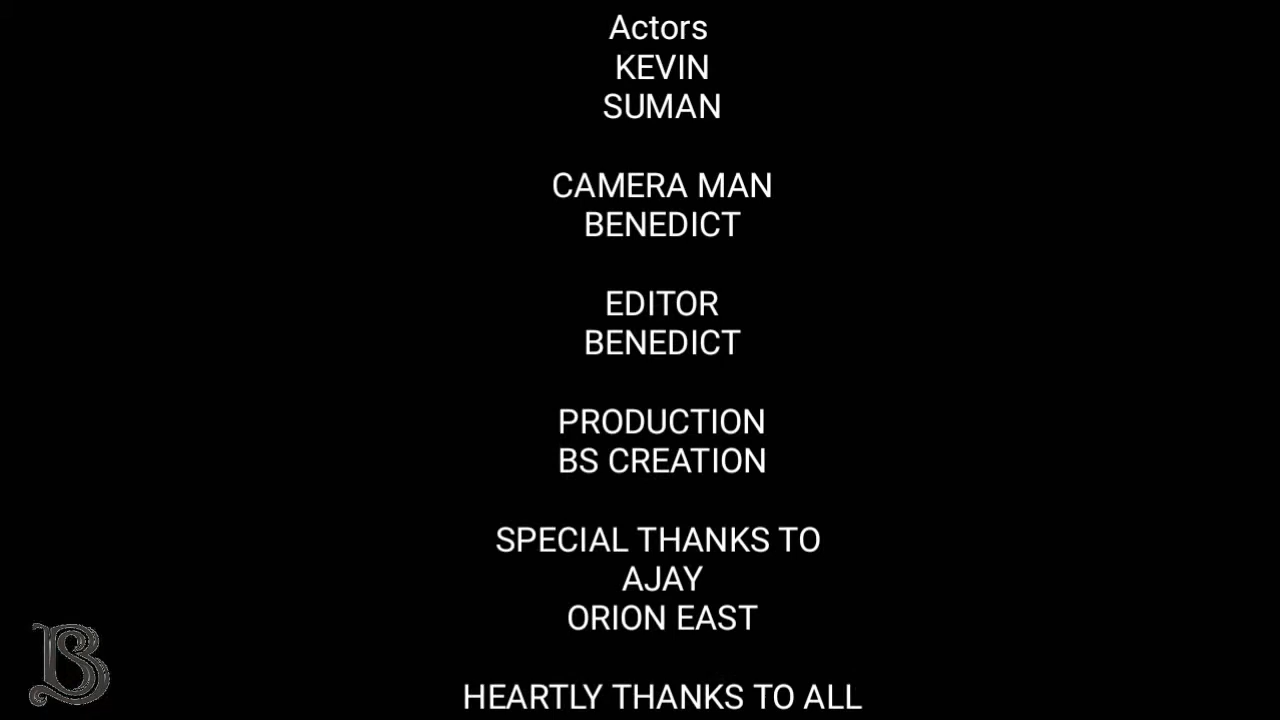 Actors
KEVIN
SUMAN
CAMERA MAN
BENEDICT
EDITOR
BENEDICT
PRODUCTION
BS CREATION
SPECIAL THANKS TO
AJAY
ORION EAST
HEARTLY THANKS TO ALL
BS